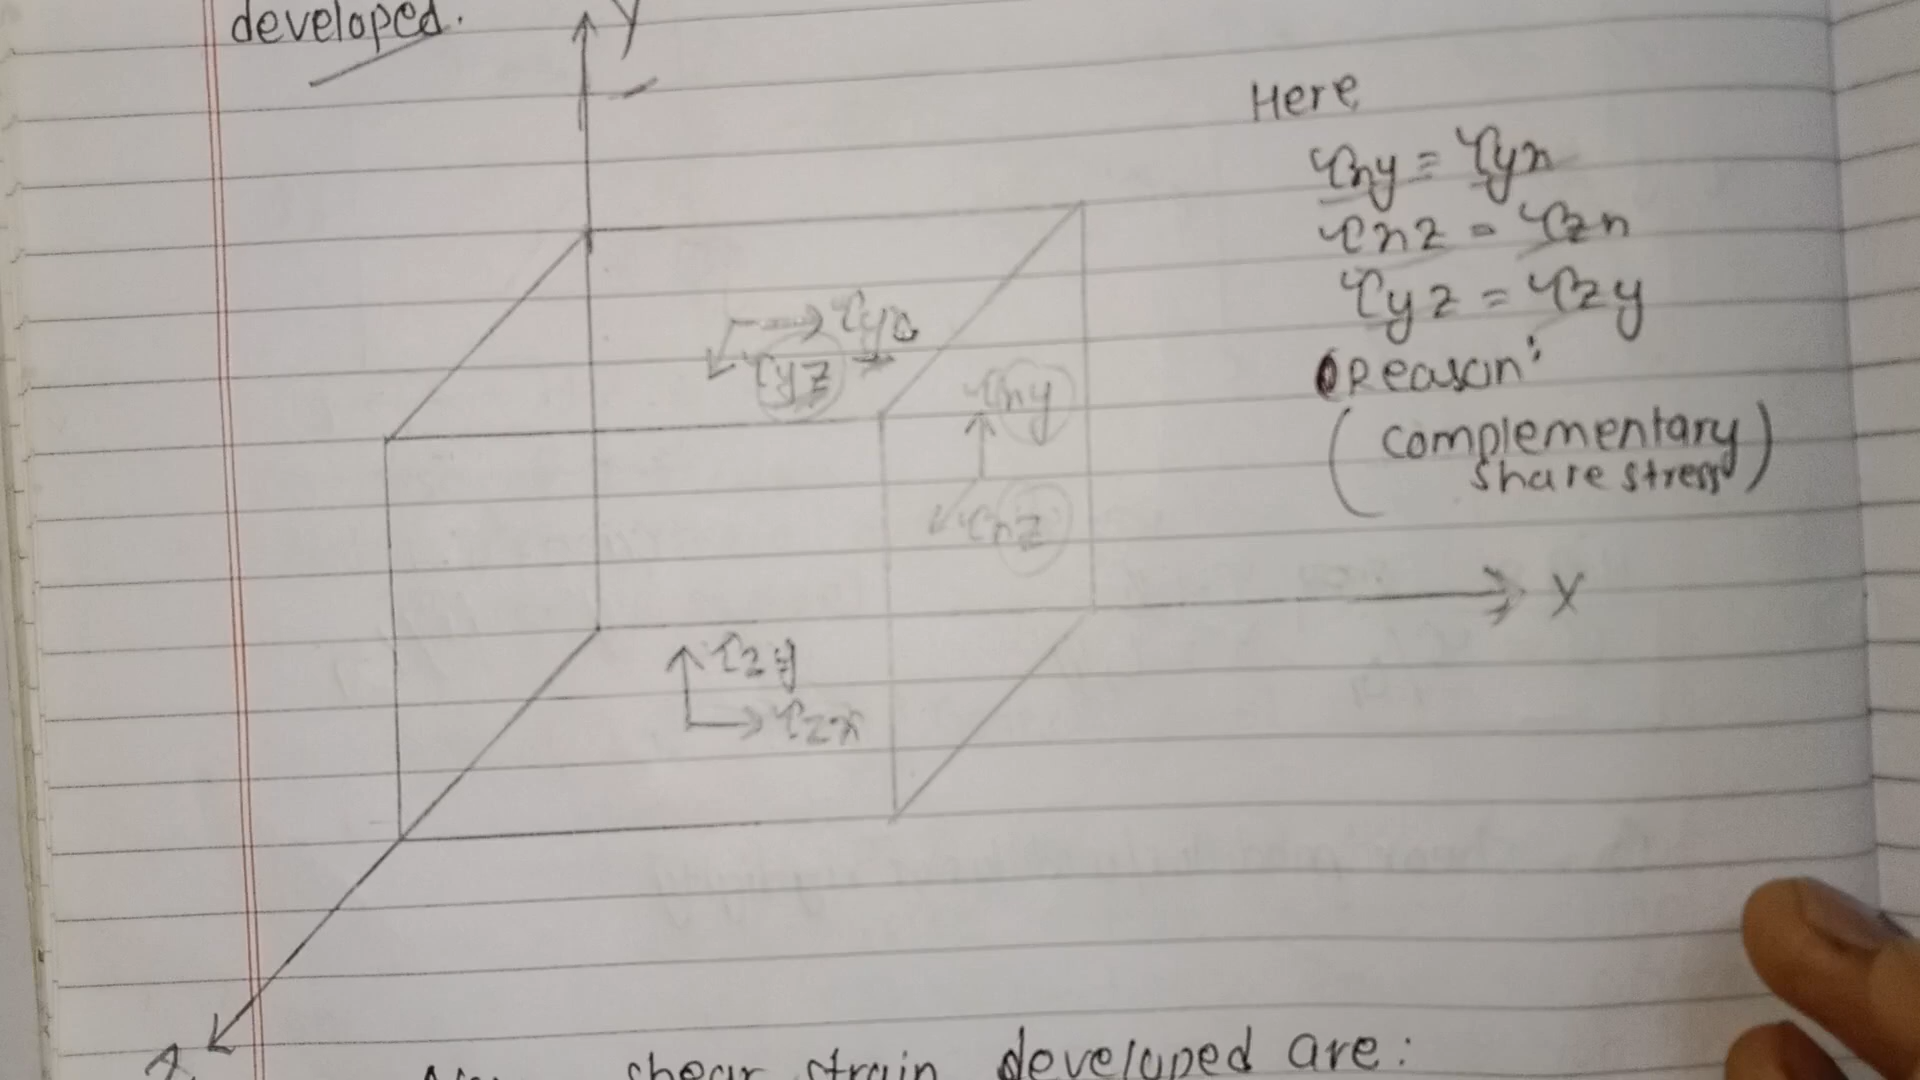 developed.
Y
Here
τxy = τyx
τxz = τzx
τyz = τzy
Reason:
(complementary
share stress)
τyx
τyz
τxy
τxz
X
τzy
τzx
shear strain developed are: